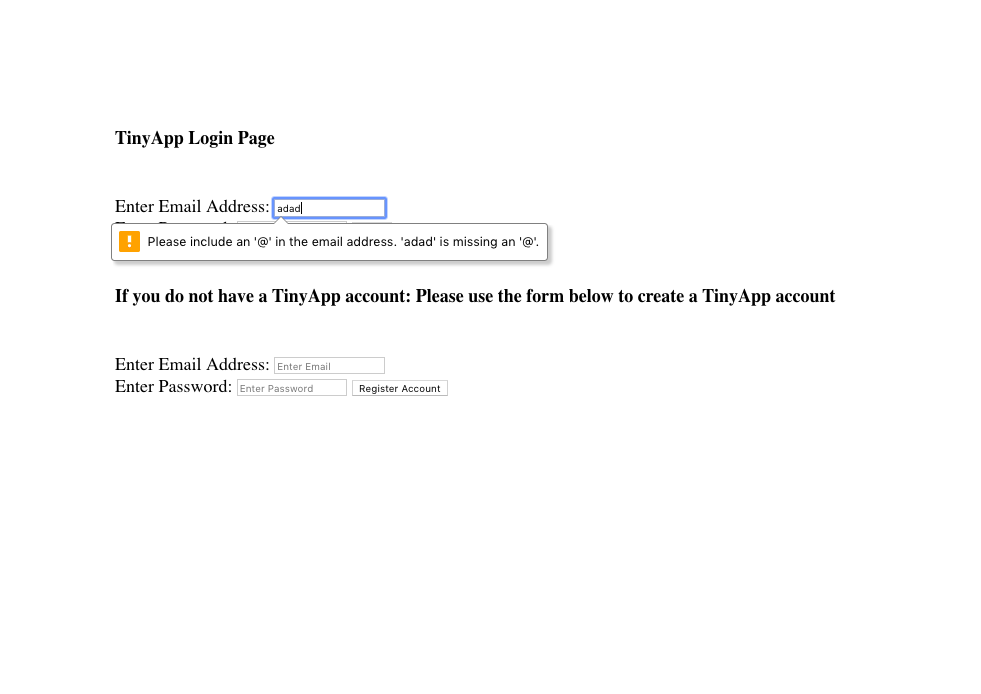 TinyApp Login Page
Enter Email Address: adad
Please include an '@' in the email address. 'adad' is missing an '@'.
If you do not have a TinyApp account: Please use the form below to create a TinyApp account
Enter Email Address: Enter Email
Enter Password: Enter Password Register Account